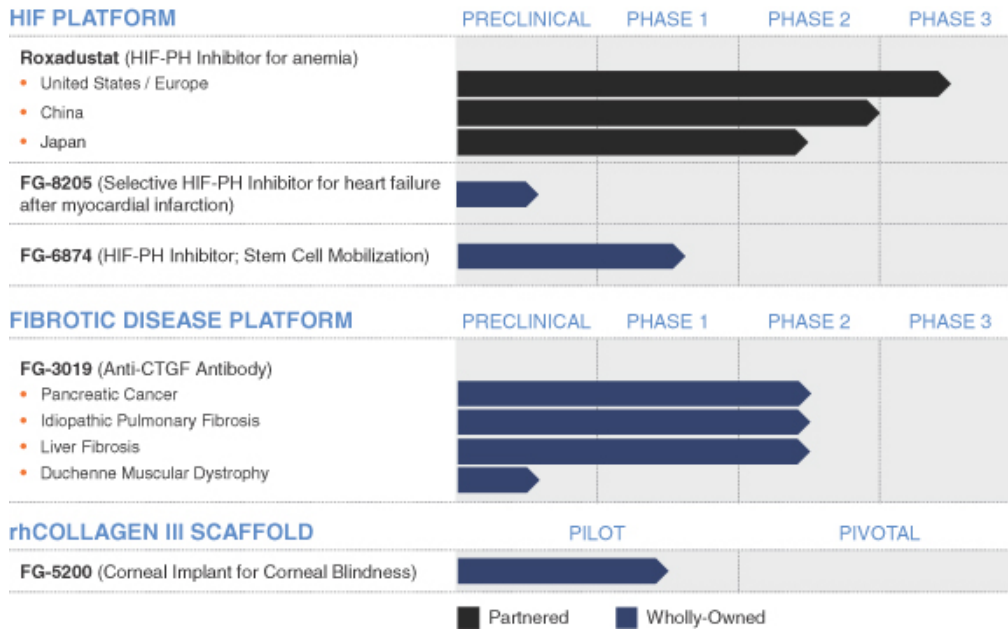 HIF PLATFORM PRECLINICAL PHASE 1 PHASE 2 PHASE 3
Roxadustat (HIF-PH Inhibitor for anemia)
• United States / Europe
• China
• Japan
FG-8205 (Selective HIF-PH Inhibitor for heart failure
after myocardial infarction)
FG-6874 (HIF-PH Inhibitor; Stem Cell Mobilization)
FIBROTIC DISEASE PLATFORM PRECLINICAL PHASE 1 PHASE 2 PHASE 3
FG-3019 (Anti-CTGF Antibody)
• Pancreatic Cancer
• Idiopathic Pulmonary Fibrosis
• Liver Fibrosis
• Duchenne Muscular Dystrophy
rhCOLLAGEN III SCAFFOLD PILOT PIVOTAL
FG-5200 (Corneal Implant for Corneal Blindness)
Partnered Wholly-Owned